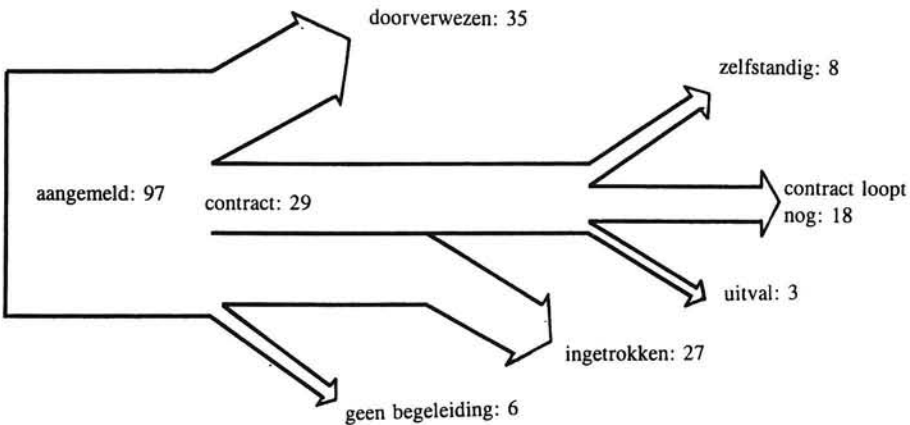 doorverwezen: 35
zelfstandig: 8
aangemeld: 97
contract: 29
contract loopt
nog: 18
uitval: 3
ingetrokken: 27
geen begeleiding: 6